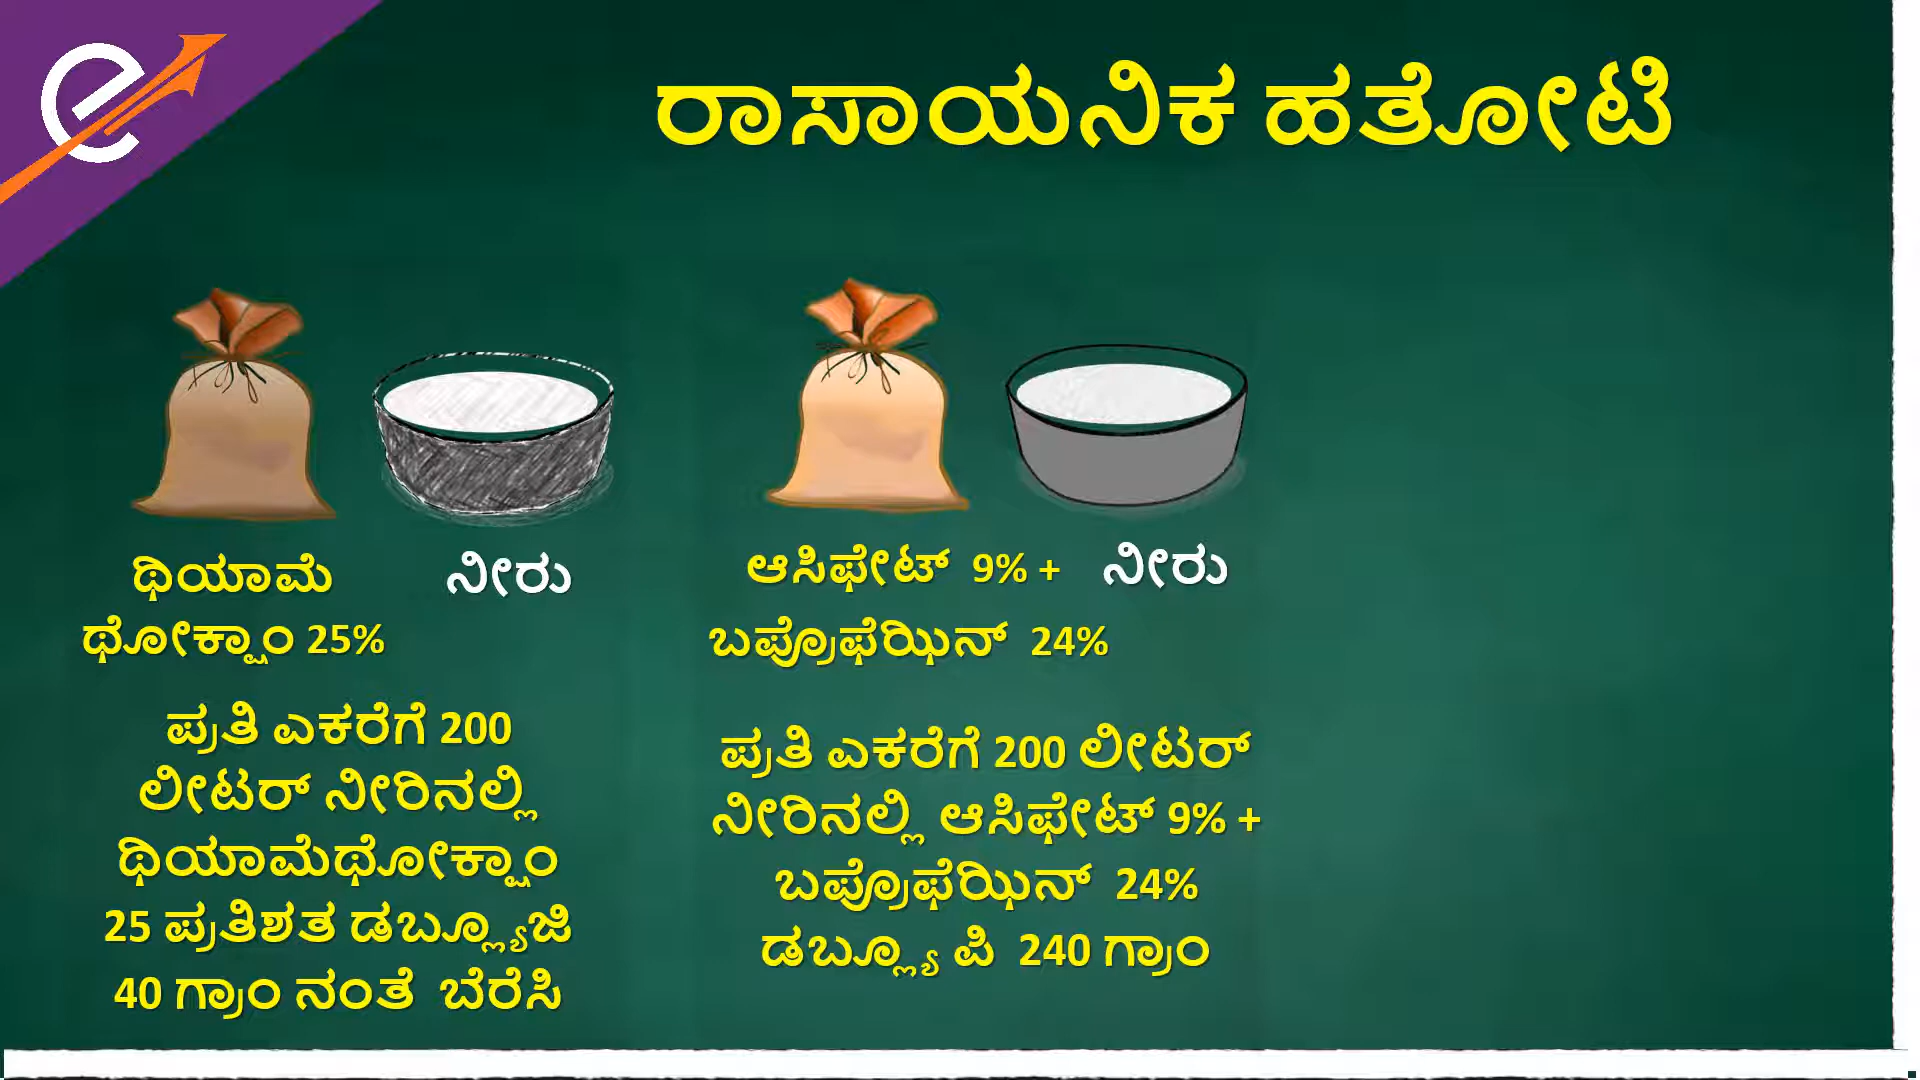 ರಾಸಾಯನಿಕ ಹತೋಟಿ
ಥಿಯಾಮೆ
ಥೋಕ್ಷಾಂ 25%
ನೀರು
ಪ್ರತಿ ಎಕರೆಗೆ 200
ಲೀಟರ್ ನೀರಿನಲ್ಲಿ
ಥಿಯಾಮೆಥೋಕ್ಷಾಂ
25 ಪ್ರತಿಶತ ಡಬ್ಲ್ಯೂಜಿ
40 ಗ್ರಾಂ ನಂತೆ ಬೆರೆಸಿ
ಆಸಿಫೇಟ್ 9% +
ಬಪ್ರೊಫೆಝಿನ್ 24%
ನೀರು
ಪ್ರತಿ ಎಕರೆಗೆ 200 ಲೀಟರ್
ನೀರಿನಲ್ಲಿ ಆಸಿಫೇಟ್ 9% +
ಬಪ್ರೊಫೆಝಿನ್ 24%
ಡಬ್ಲ್ಯೂ ಪಿ 240 ಗ್ರಾಂ